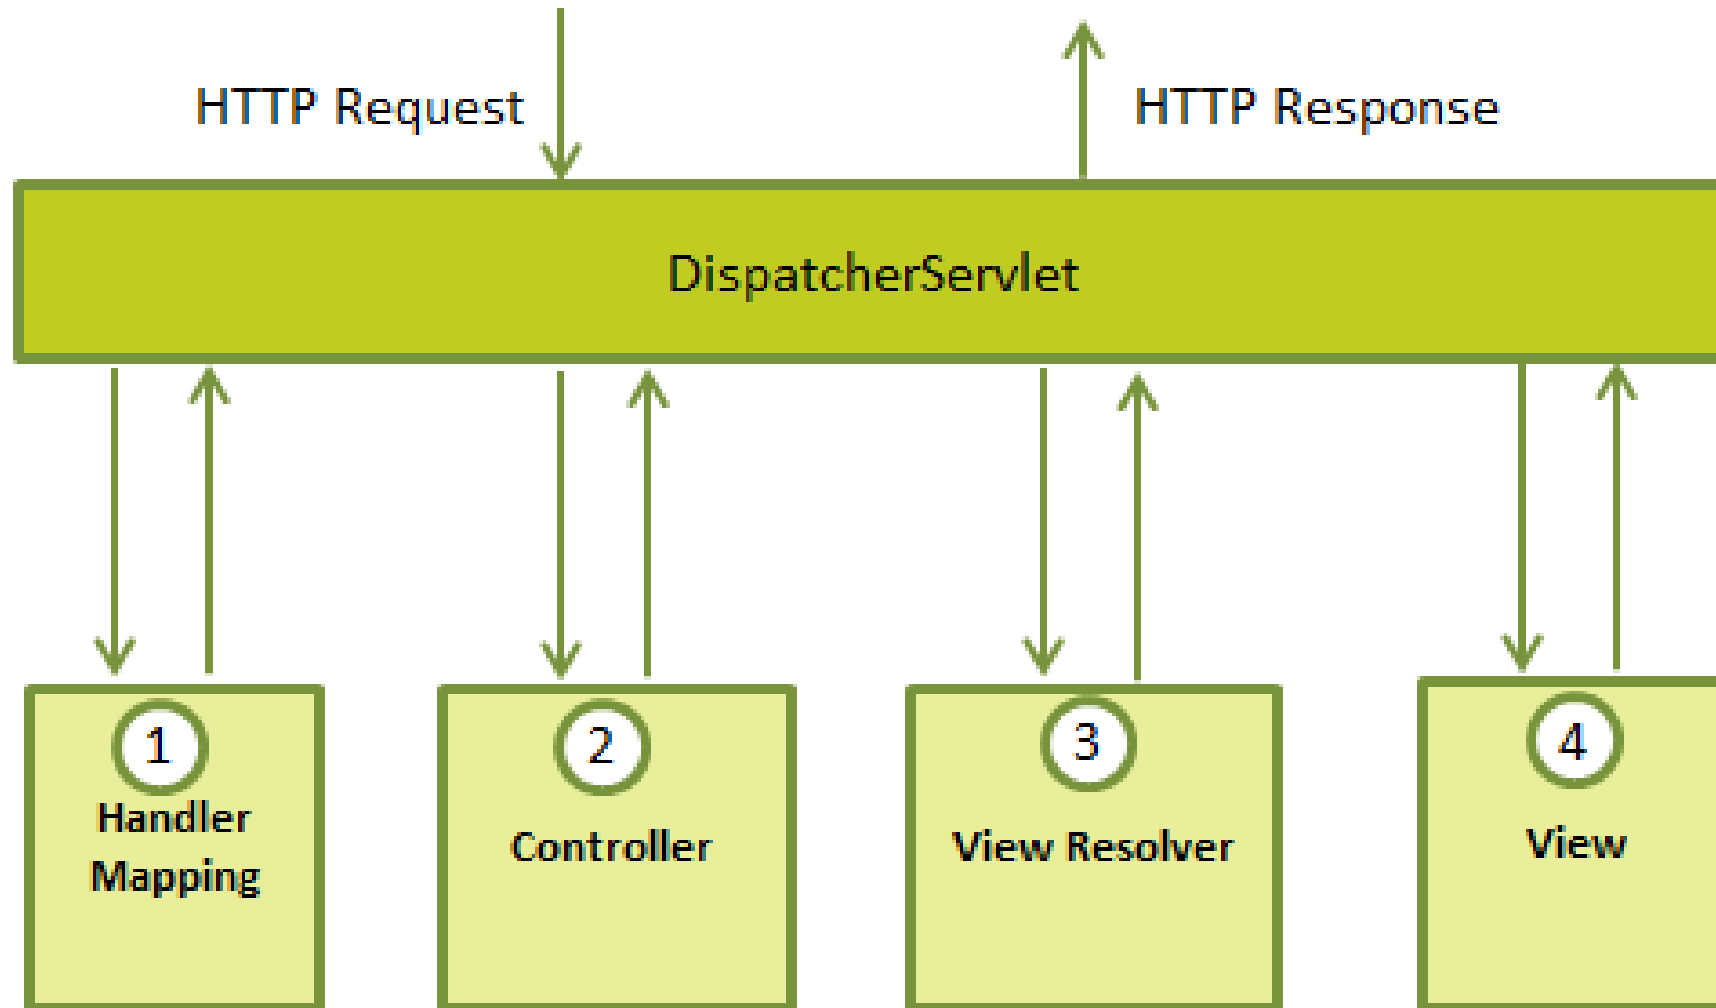 HTTP Request
HTTP Response
DispatcherServlet
1
Handler
Mapping
2
Controller
3
View Resolver
4
View